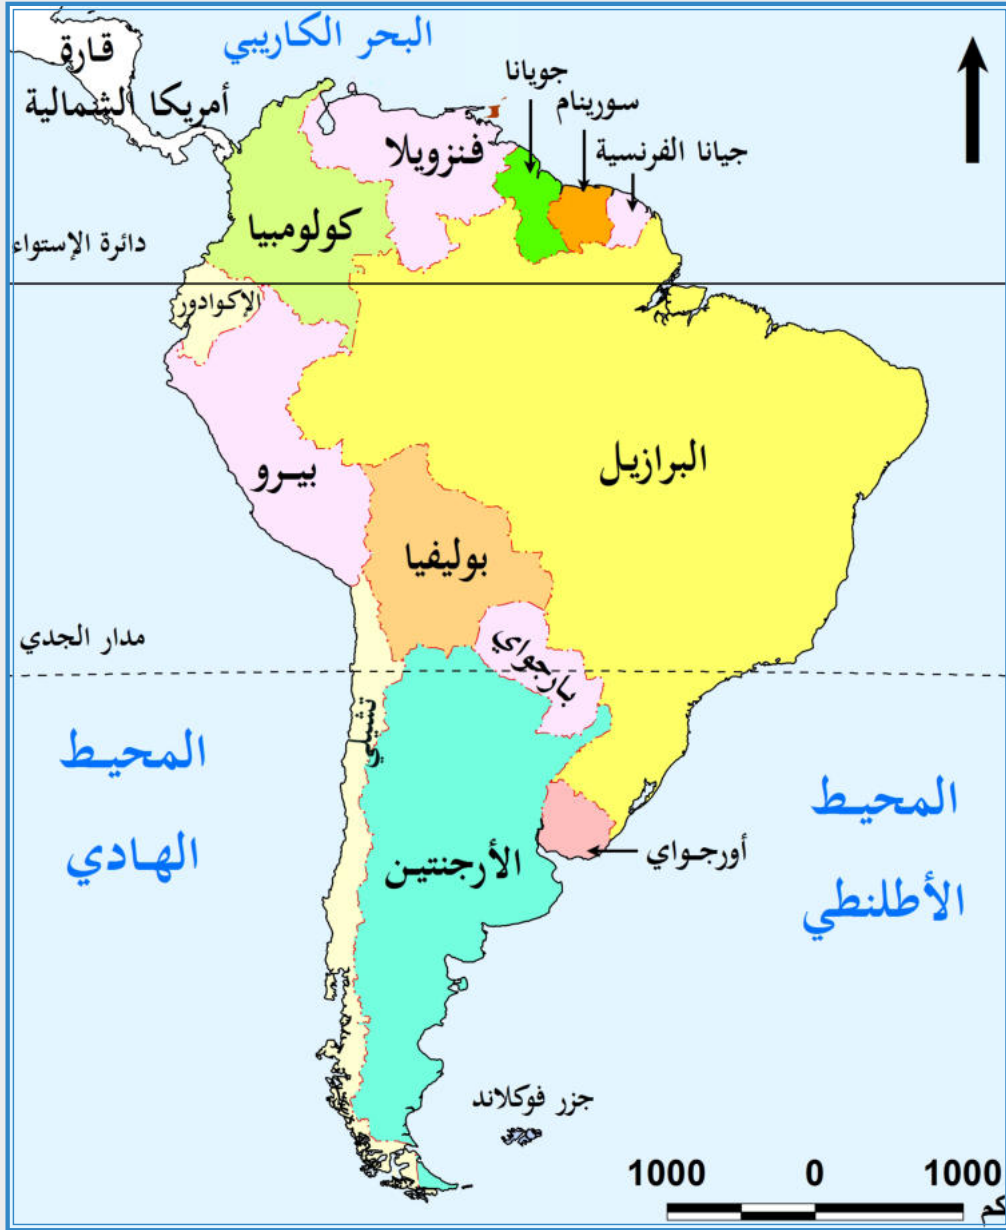 البحر الكاريبي
قارة
أمريكا الشمالية
جويانا
سورينام
جيانا الفرنسية
فنزويلا
كولومبيا
دائرة الإستواء
الإكوادور
بيرو
البرازيل
بوليفيا
مدار الجدي
بارجواي
تشيلي
المحيط
الهادي
المحيط
الأطلنطي
الأرجنتين
أورجواي
جزر فوكلاند
1000 0 1000
كم